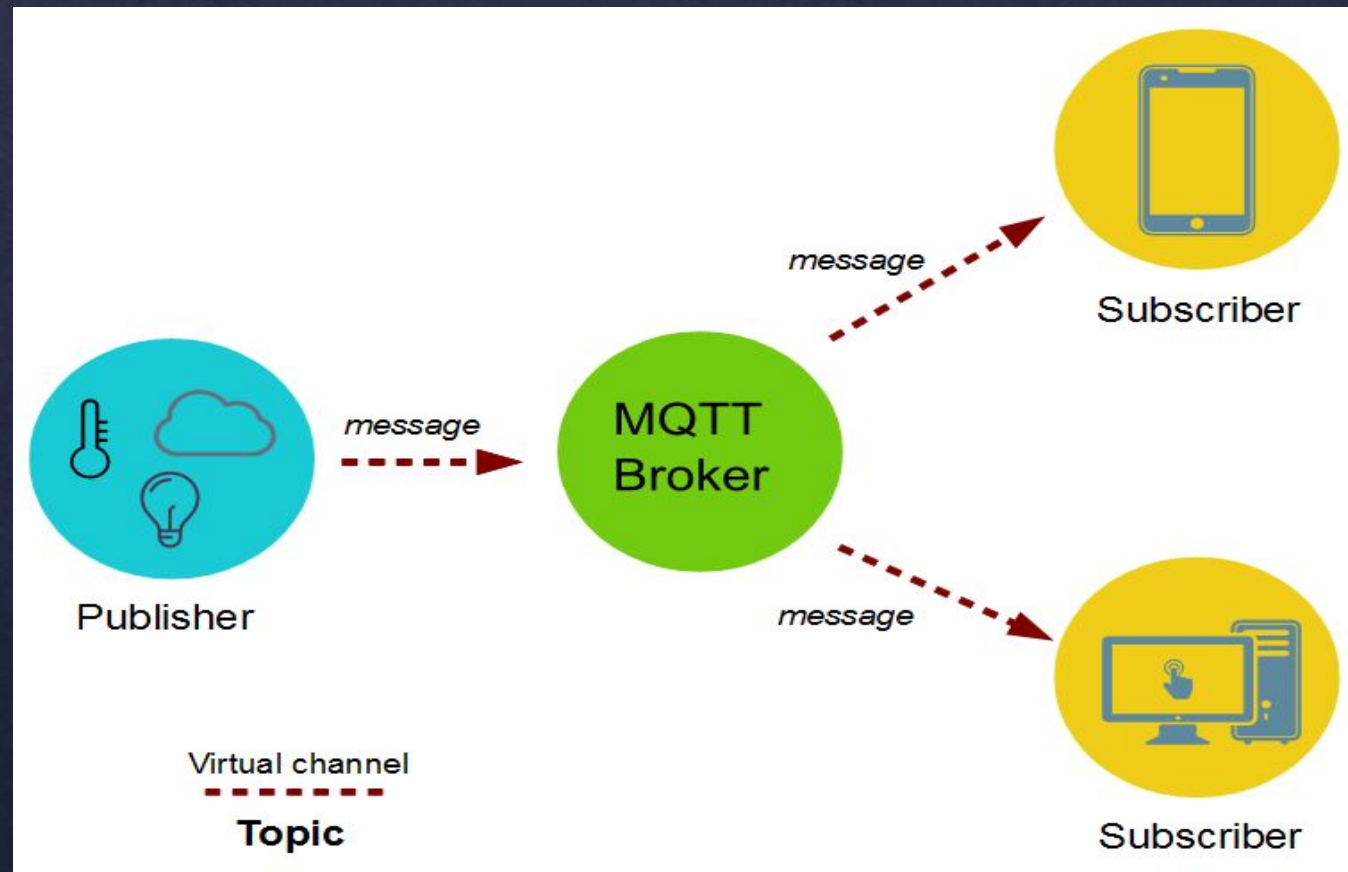 message
Subscriber
message
MQTT
Broker
Publisher
message
Virtual channel
Topic
Subscriber